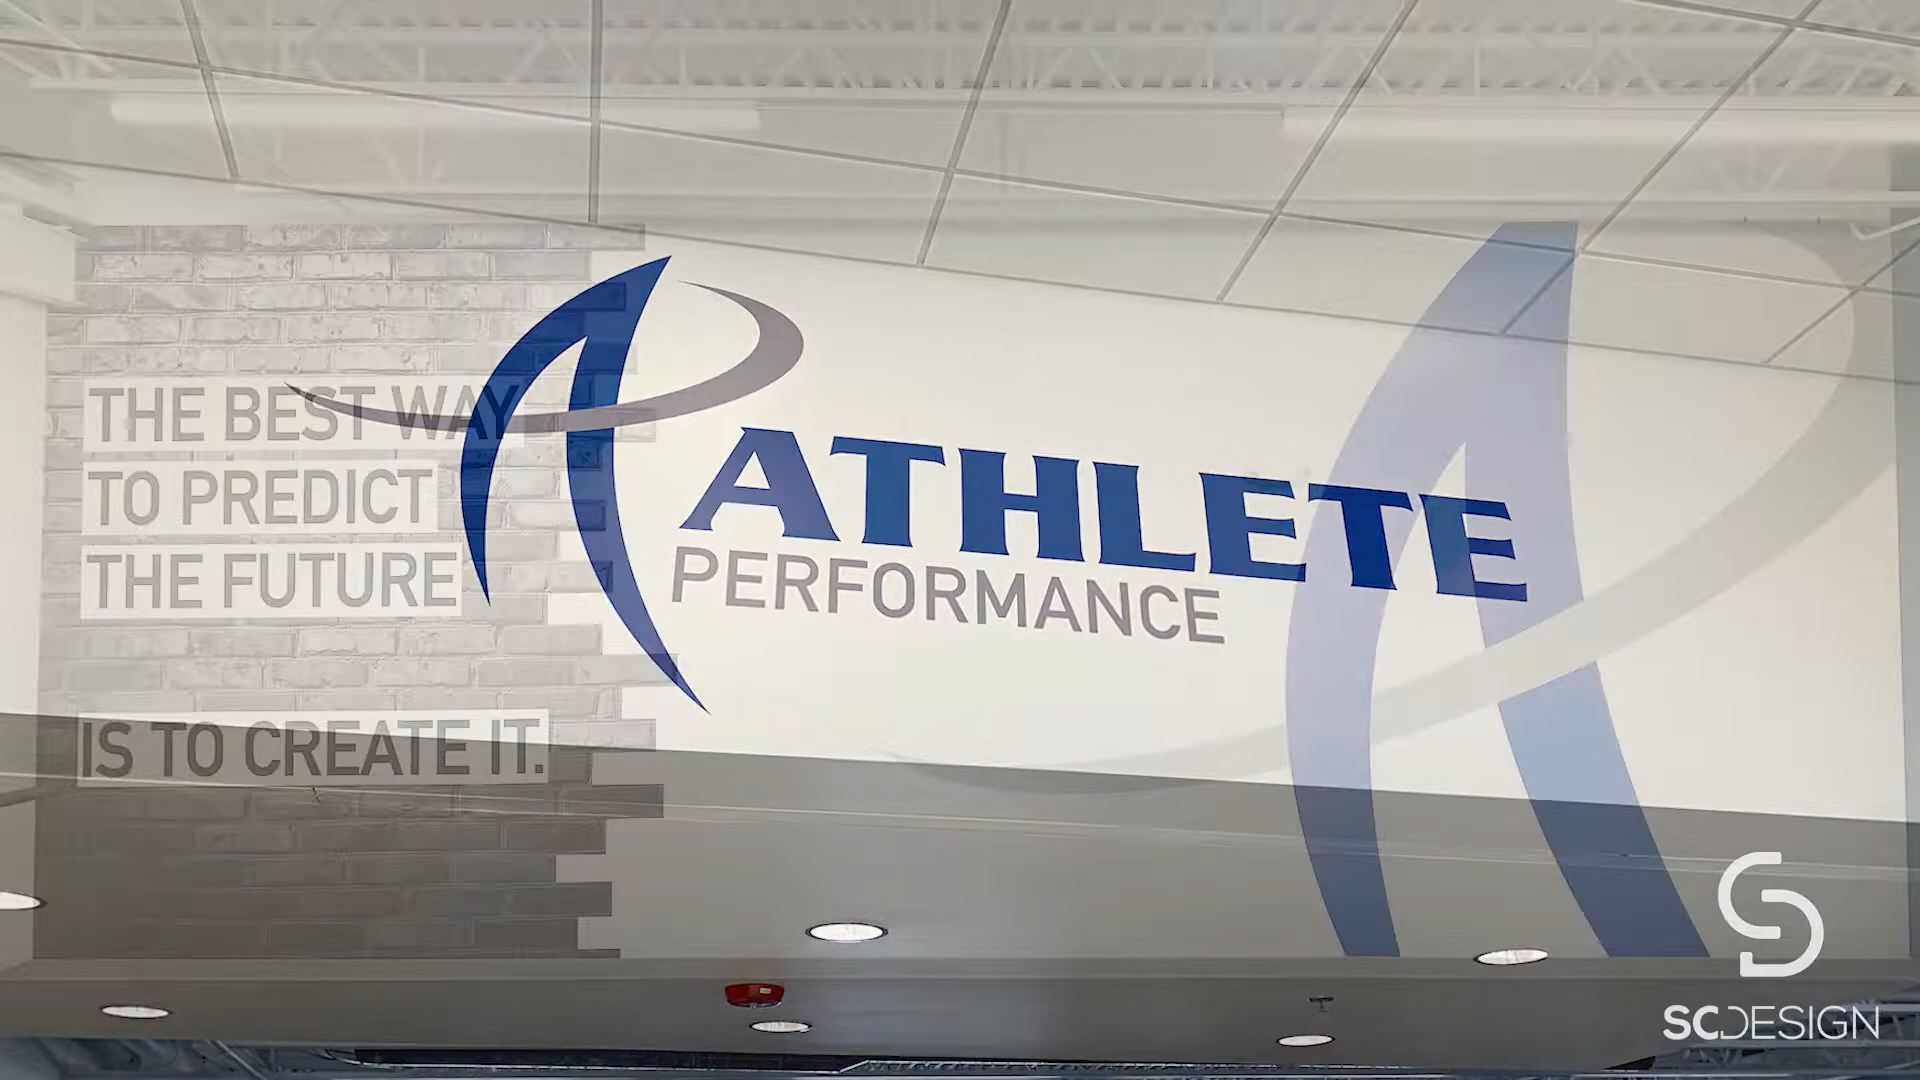 THE BEST WAY
TO PREDICT
THE FUTURE
IS TO CREATE IT.
ATHLETE
PERFORMANCE
SCDESIGN